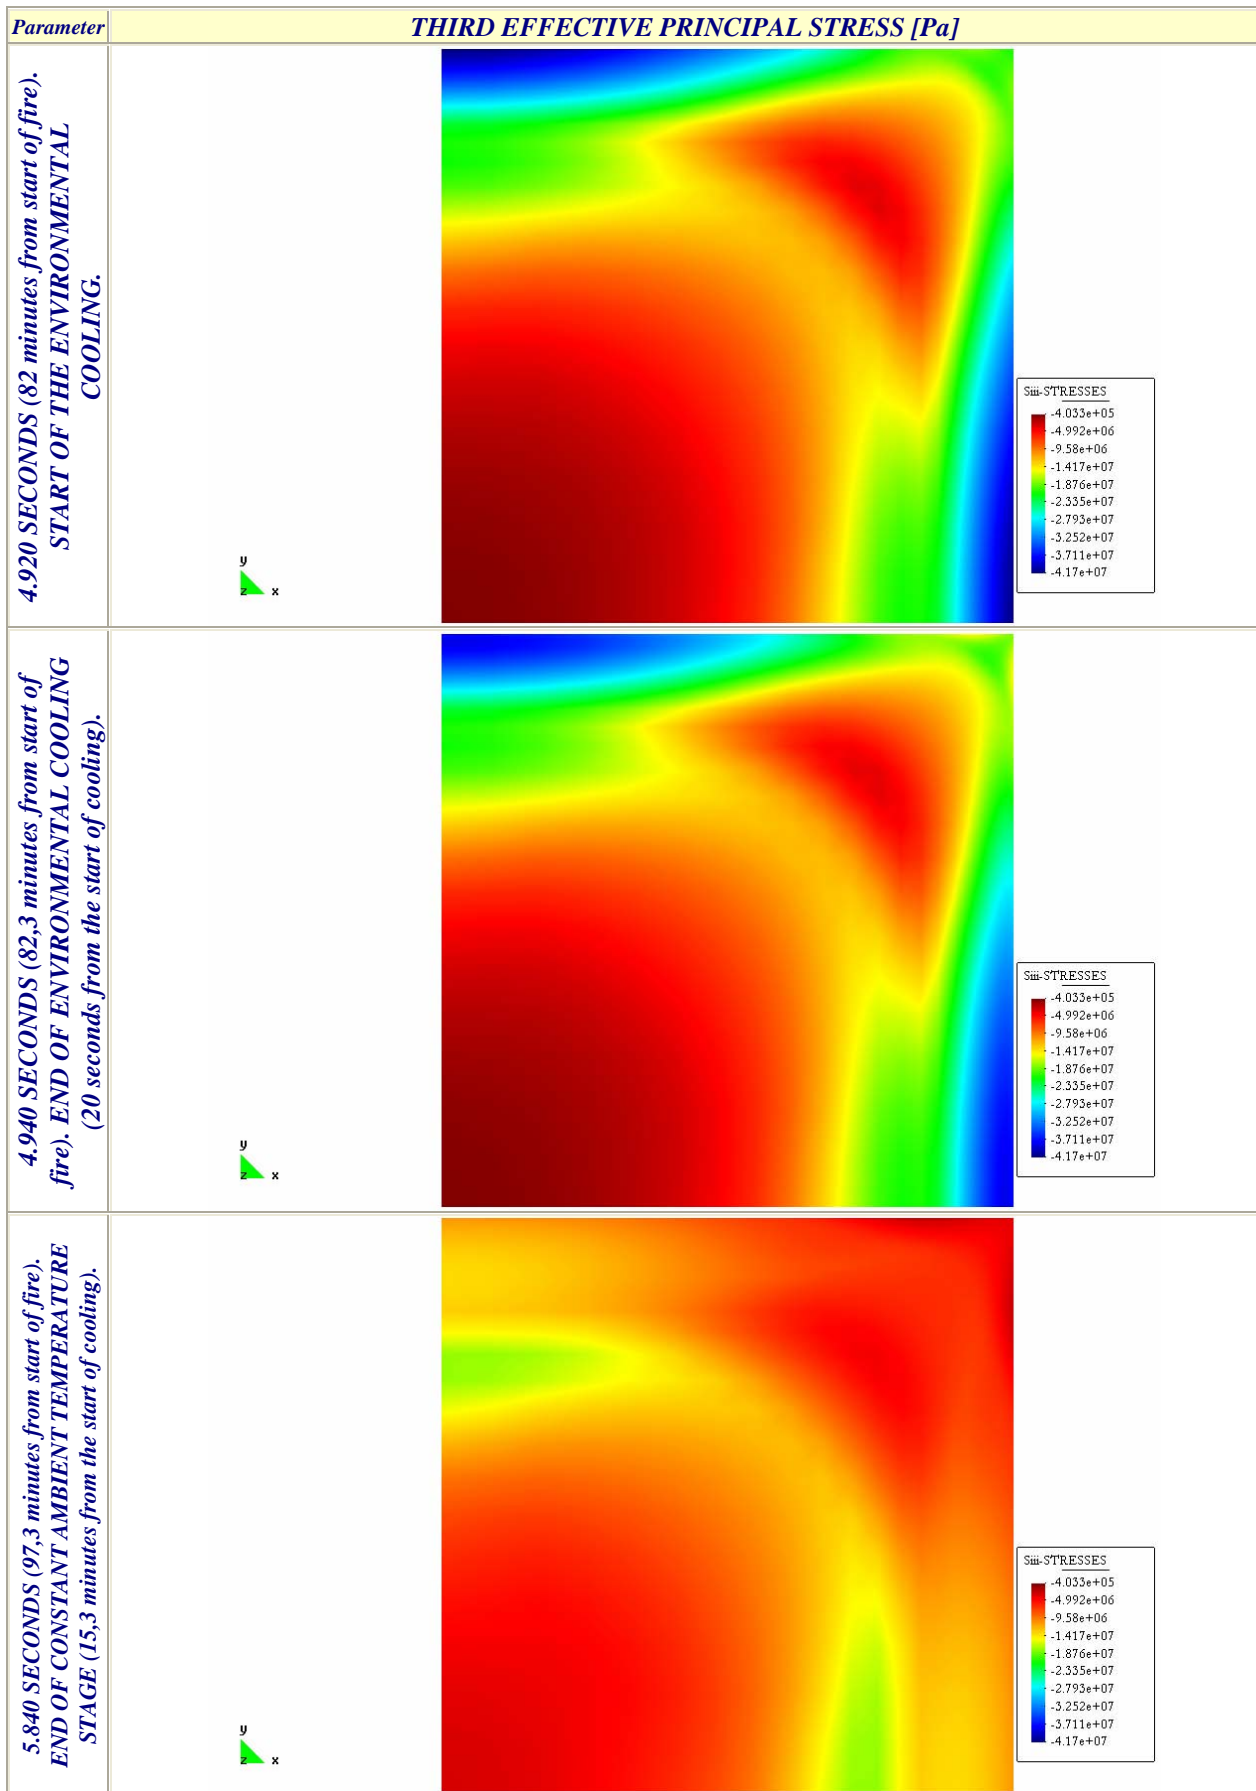 Parameter
THIRD EFFECTIVE PRINCIPAL STRESS [Pa]
4.920 SECONDS (82 minutes from start of fire).
START OF THE ENVIRONMENTAL
COOLING.
y
z x
Siii-STRESSES
-4.033e+05
-4.992e+06
-9.58e+06
-1.417e+07
-1.876e+07
-2.335e+07
-2.793e+07
-3.252e+07
-3.711e+07
-4.17e+07
4.940 SECONDS (82,3 minutes from start of
fire). END OF ENVIRONMENTAL COOLING
(20 seconds from the start of cooling).
y
z x
Siii-STRESSES
-4.033e+05
-4.992e+06
-9.58e+06
-1.417e+07
-1.876e+07
-2.335e+07
-2.793e+07
-3.252e+07
-3.711e+07
-4.17e+07
5.840 SECONDS (97,3 minutes from start of fire).
END OF CONSTANT AMBIENT TEMPERATURE
STAGE (15,3 minutes from the start of cooling).
y
z x
Siii-STRESSES
-4.033e+05
-4.992e+06
-9.58e+06
-1.417e+07
-1.876e+07
-2.335e+07
-2.793e+07
-3.252e+07
-3.711e+07
-4.17e+07